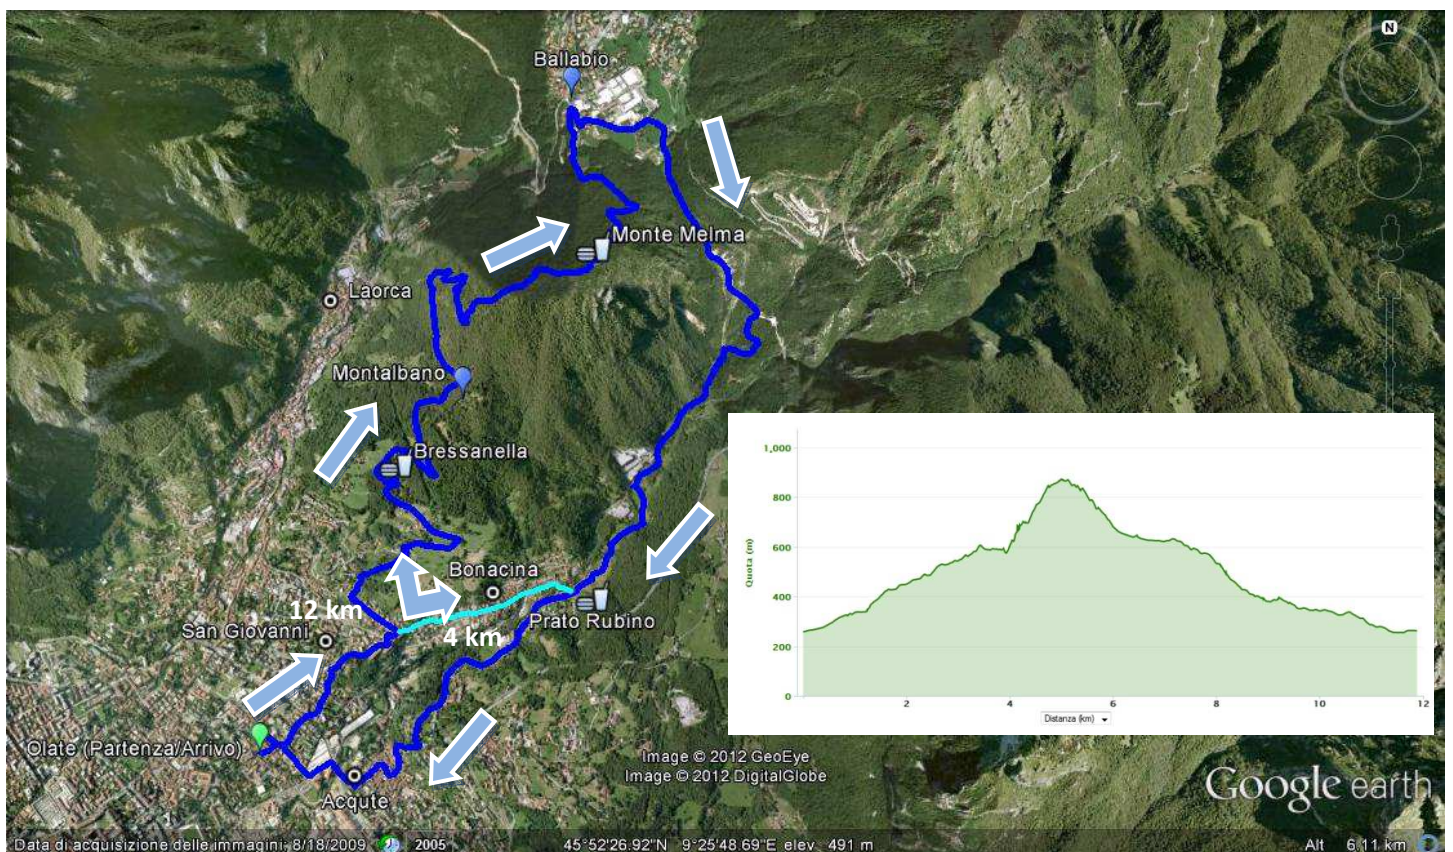 N
Ballabio
Monte Melma
Laorca
Montalbano
Bressanella
Bonacina
12 km
Prato Rubino
San Giovanni
4 km
Olate (Partenza/Arrivo)
Acqute
1,000
800
600
400
200
0
Quota (m)
2
4
6
8
10
12
Distanza (km)
Image © 2012 GeoEye
Image © 2012 DigitalGlobe
Google earth
Data di acquisizione delle immagini: 8/18/2009
2005
45°52'26.92"N 9°25'48.69"E elev 491 m
Alt 6.11 km